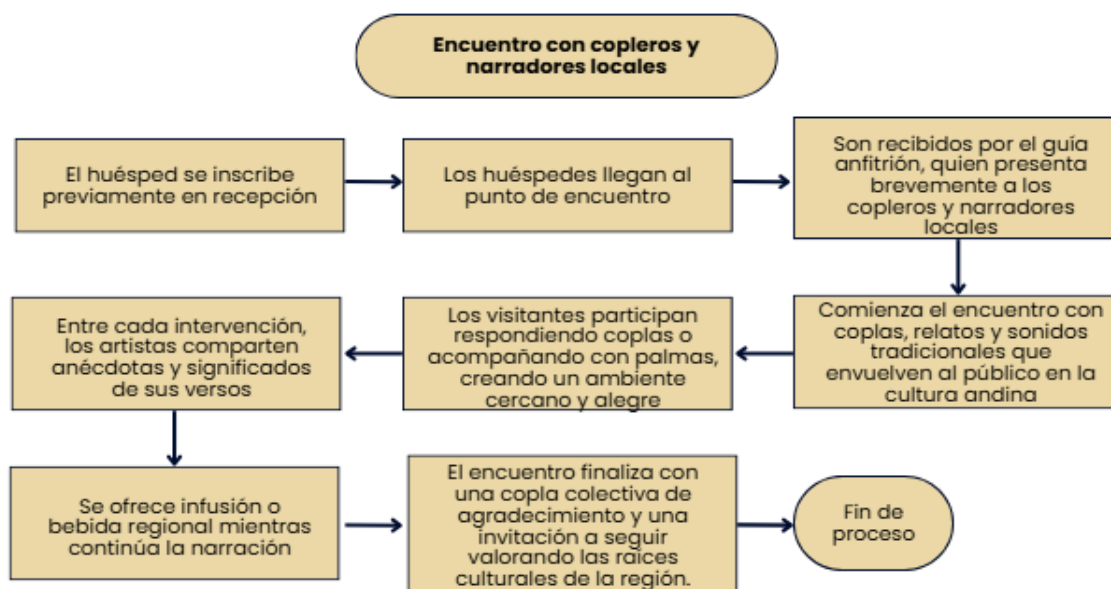 Encuentro con copleros y
narradores locales
El huésped se inscribe
previamente en recepción
Los huéspedes llegan al
punto de encuentro
Son recibidos por el guía
anfitrión, quien presenta
brevemente a los
copleros y narradores
locales
Comienza el encuentro con
coplas, relatos y sonidos
tradicionales que
envuelven al público en la
cultura andina
Los visitantes participan
respondiendo coplas o
acompañando con palmas,
creando un ambiente
cercano y alegre
Entre cada intervención,
los artistas comparten
anécdotas y significados
de sus versos
Se ofrece infusión o
bebida regional mientras
continúa la narración
El encuentro finaliza con
una copla colectiva de
agradecimiento y una
invitación a seguir
valorando las raíces
culturales de la región.
Fin de
proceso